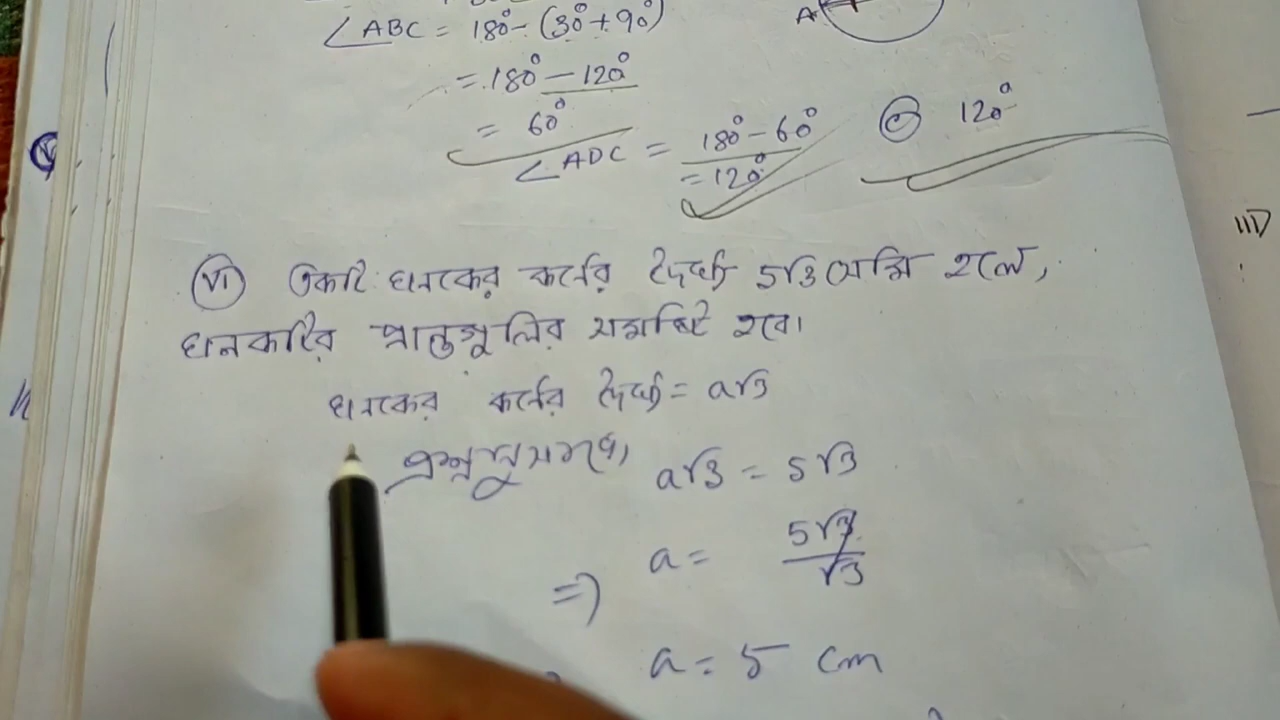 ∠ABC = 180° - (30° + 90°)
A
= 180° - 120°
= 60°
∠ADC = 180° - 60°
= 120°
120°
(VI) একটি ঘনকের কর্নের দৈর্ঘ্য 5√3 সেমি হলে,
ঘনকটির প্রান্তগুলির সমষ্টি হবে।
ঘনকের কর্নের দৈর্ঘ্য = a√3
প্রশ্নানুসারে, a√3 = 5√3
=> a = 5√3/√3
a = 5 cm
III)